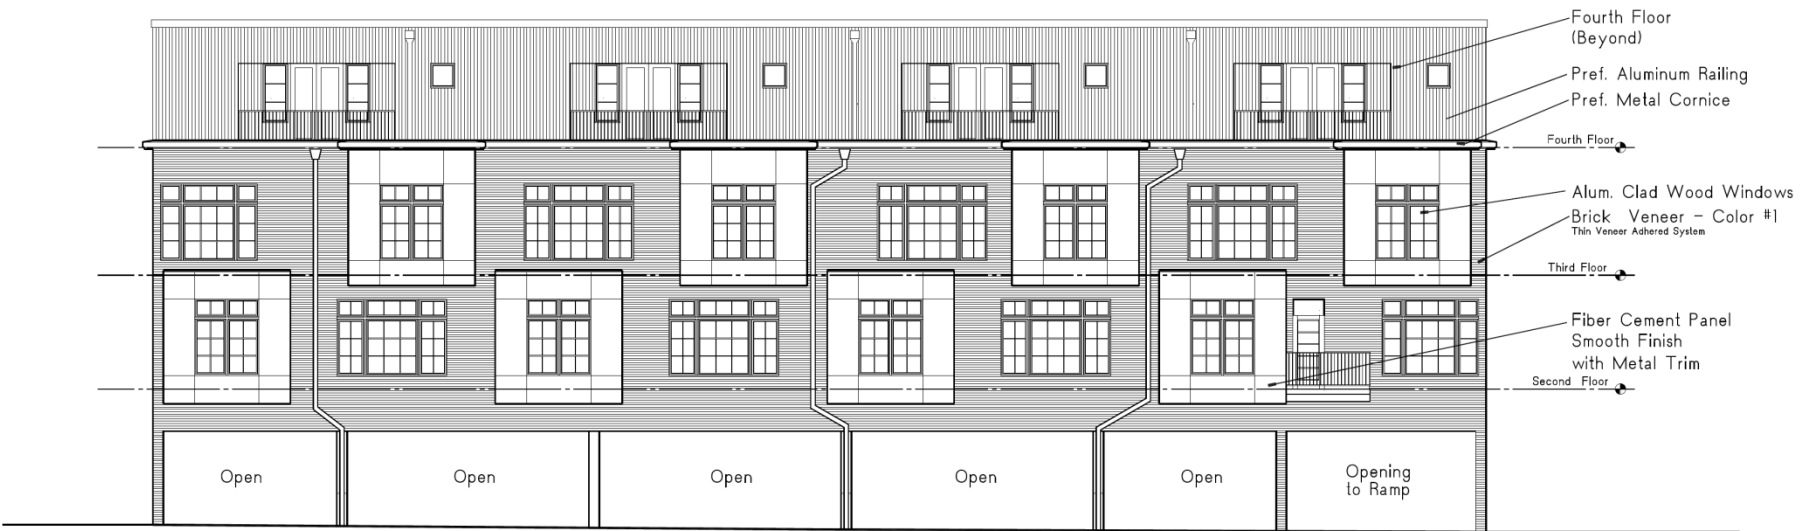 Fourth Floor
(Beyond)
Pref. Aluminum Railing
Pref. Metal Cornice
Fourth Floor
Alum. Clad Wood Windows
Brick Veneer - Color #1
Thin Veneer Adhered System
Third Floor
Fiber Cement Panel
Smooth Finish
with Metal Trim
Second Floor
Open
Open
Open
Open
Open
Opening
to Ramp